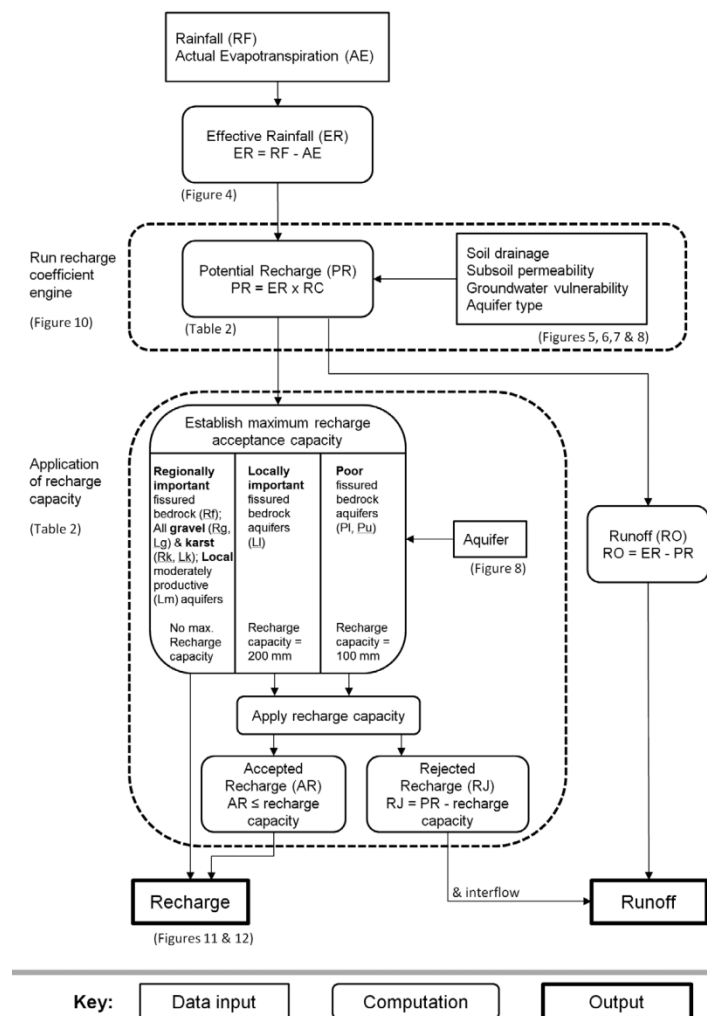 Rainfall (RF)
Actual Evapotranspiration (AE)
Effective Rainfall (ER)
ER = RF - AE
(Figure 4)
Run recharge
coefficient
engine
(Figure 10)
Potential Recharge (PR)
PR = ER x RC
(Table 2)
Soil drainage
Subsoil permeability
Groundwater vulnerability
Aquifer type
(Figures 5, 6,7 & 8)
Application
of recharge
capacity
(Table 2)
Establish maximum recharge
acceptance capacity
Regionally
important
fissured
bedrock (Rf);
All gravel (Rg,
Lg) & karst
(Rk, Lk); Local
moderately
productive
(Lm) aquifers
No max.
Recharge
capacity
Locally
important
fissured
bedrock
aquifers (Ll)
Recharge
capacity =
200 mm
Poor
fissured
bedrock
aquifers
(Pl, Pu)
Recharge
capacity =
100 mm
Aquifer
(Figure 8)
Runoff (RO)
RO = ER - PR
Apply recharge capacity
Accepted
Recharge (AR)
AR ≤ recharge
capacity
Rejected
Recharge (RJ)
RJ = PR - recharge
capacity
& interflow
Recharge
(Figures 11 & 12)
Runoff
Key:
Data input
Computation
Output